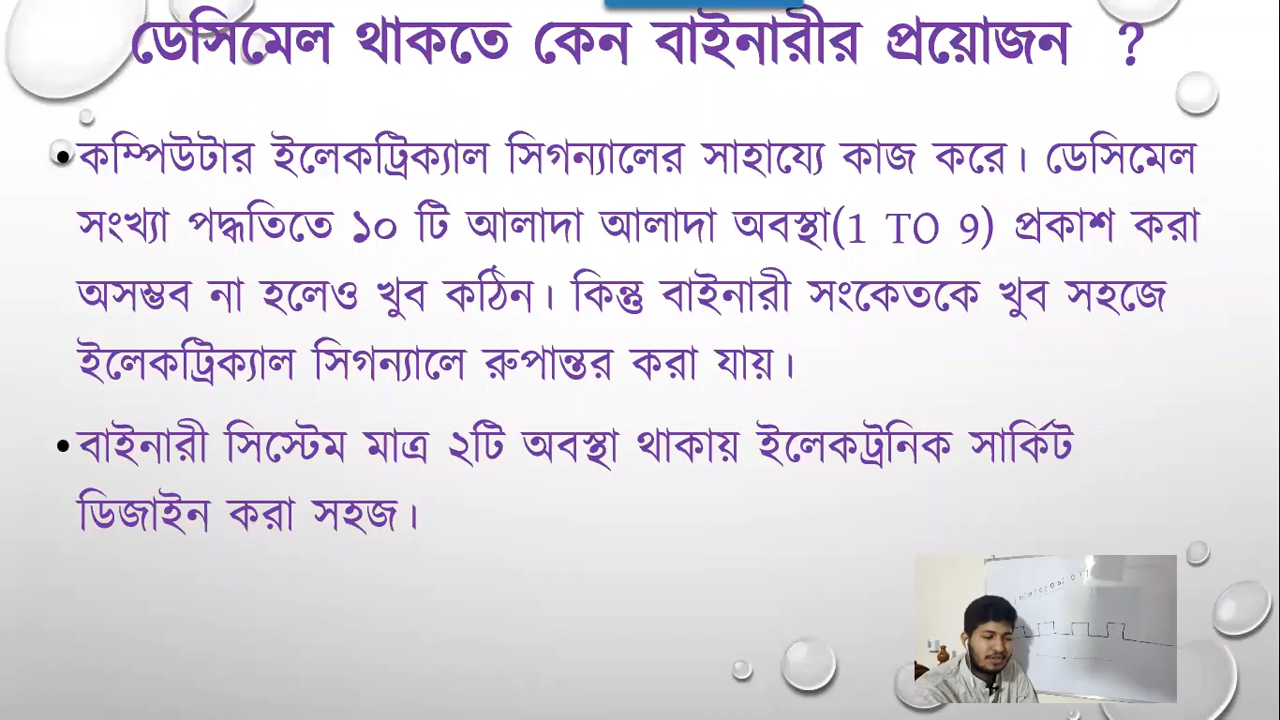 ডেসিমেল থাকতে কেন বাইনারীর প্রয়োজন ?
• কম্পিউটার ইলেকট্রিক্যাল সিগন্যালের সাহায্যে কাজ করে। ডেসিমেল
সংখ্যা পদ্ধতিতে ১০ টি আলাদা আলাদা অবস্থা(1 TO 9) প্রকাশ করা
অসম্ভব না হলেও খুব কঠিন। কিন্তু বাইনারী সংকেতকে খুব সহজে
ইলেকট্রিক্যাল সিগন্যালে রুপান্তর করা যায়।
• বাইনারী সিস্টেম মাত্র ২টি অবস্থা থাকায় ইলেকট্রনিক সার্কিট
ডিজাইন করা সহজ।